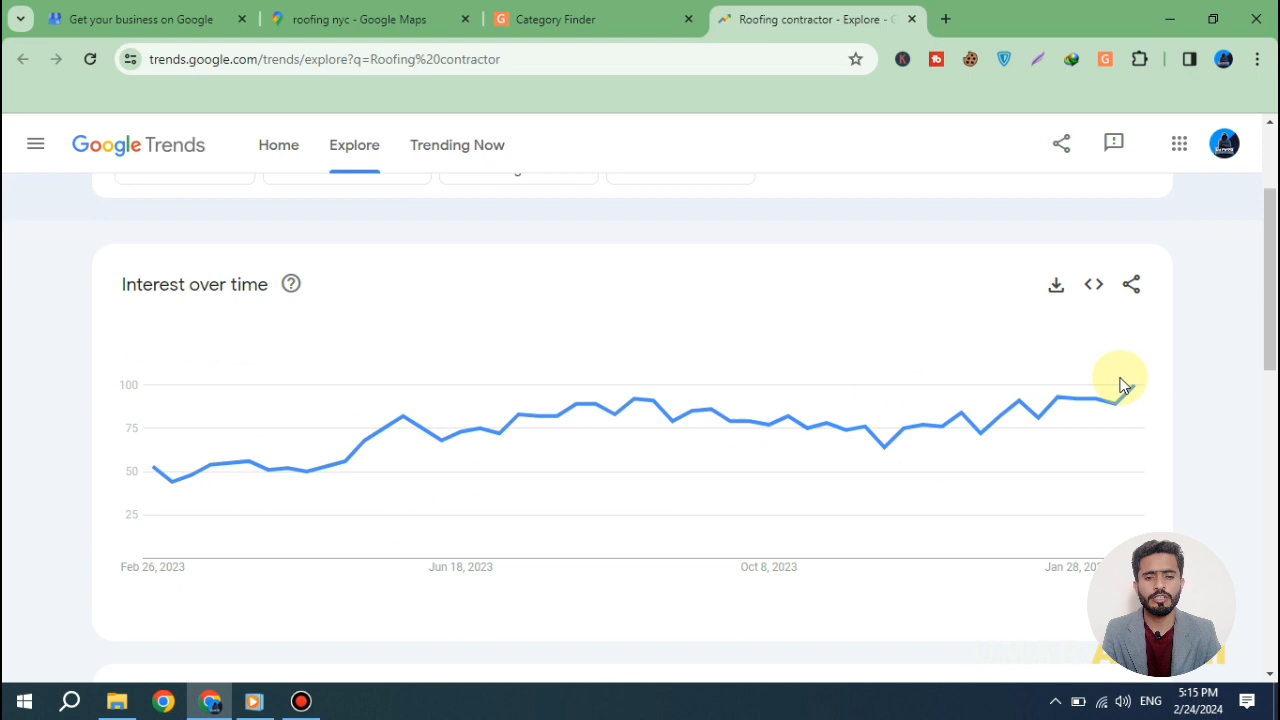 Get your business on Google
roofing nyc - Google Maps
Category Finder
Roofing contractor - Explore -
trends.google.com/trends/explore?q=Roofing%20contractor
Google Trends
Home
Explore
Trending Now
Interest over time
100
75
50
25
Feb 26, 2023
Jun 18, 2023
Oct 8, 2023
Jan 28, 20
ENG
5:15 PM
2/24/2024